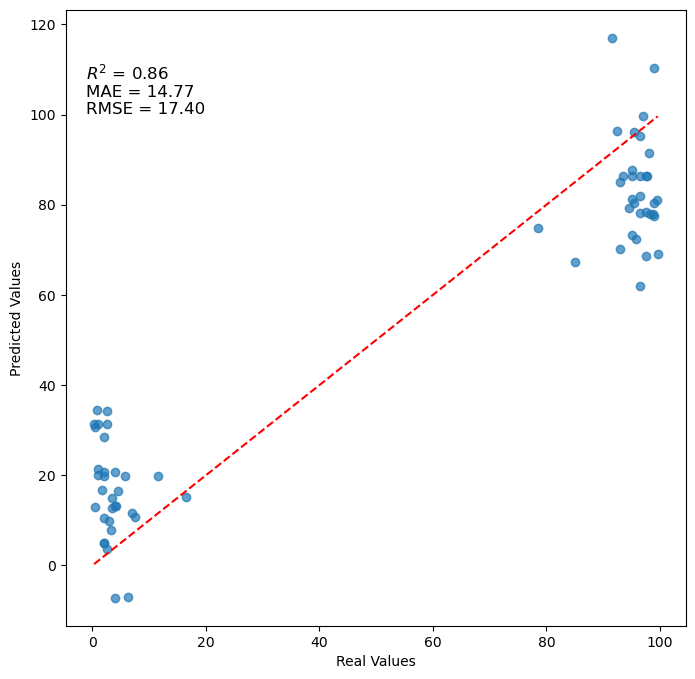 120
100
80
60
40
20
0
Predicted Values
R² = 0.86
MAE = 14.77
RMSE = 17.40
0 20 40 60 80 100
Real Values